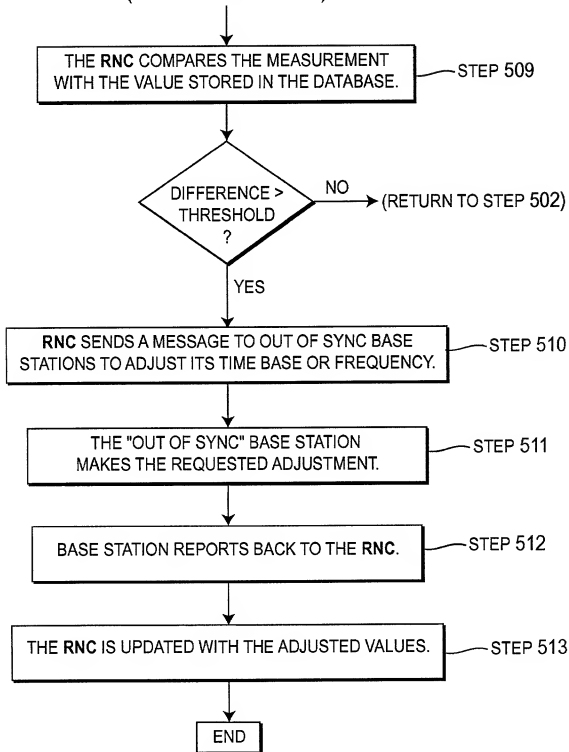 THE RNC COMPARES THE MEASUREMENT
WITH THE VALUE STORED IN THE DATABASE.
STEP 509
DIFFERENCE >
THRESHOLD
?
NO
(RETURN TO STEP 502)
YES
RNC SENDS A MESSAGE TO OUT OF SYNC BASE
STATIONS TO ADJUST ITS TIME BASE OR FREQUENCY.
STEP 510
THE "OUT OF SYNC" BASE STATION
MAKES THE REQUESTED ADJUSTMENT.
STEP 511
BASE STATION REPORTS BACK TO THE RNC.
STEP 512
THE RNC IS UPDATED WITH THE ADJUSTED VALUES.
STEP 513
END